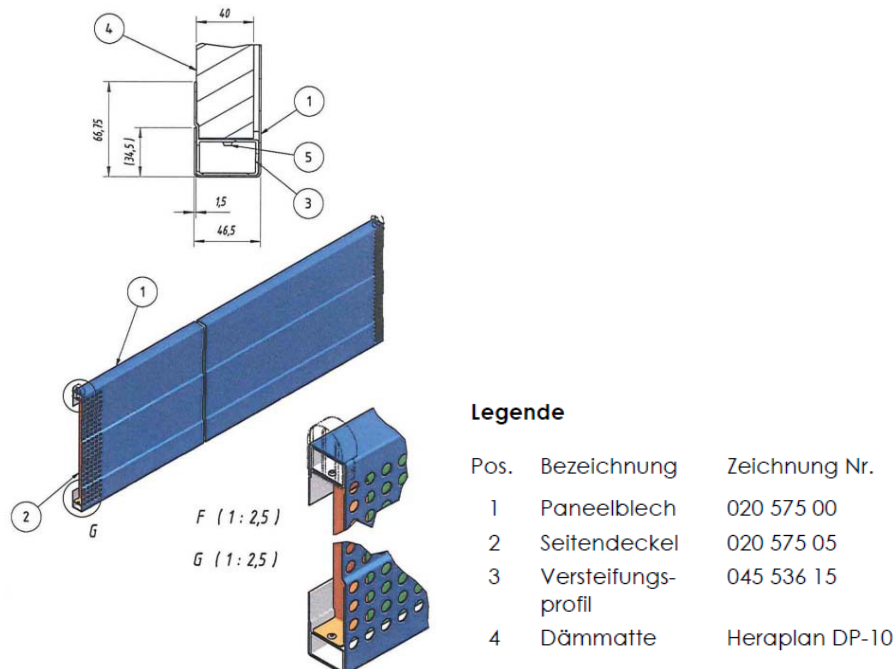 40
4
1
66,75
(34,5)
5
3
1,5
46,5
1
2
G
F ( 1 : 2,5 )
G ( 1 : 2,5 )
Legende
Pos. Bezeichnung Zeichnung Nr.
1 Paneelblech 020 575 00
2 Seitendeckel 020 575 05
3 Versteifungs- 045 536 15
profil
4 Dämmatte Heraplan DP-10